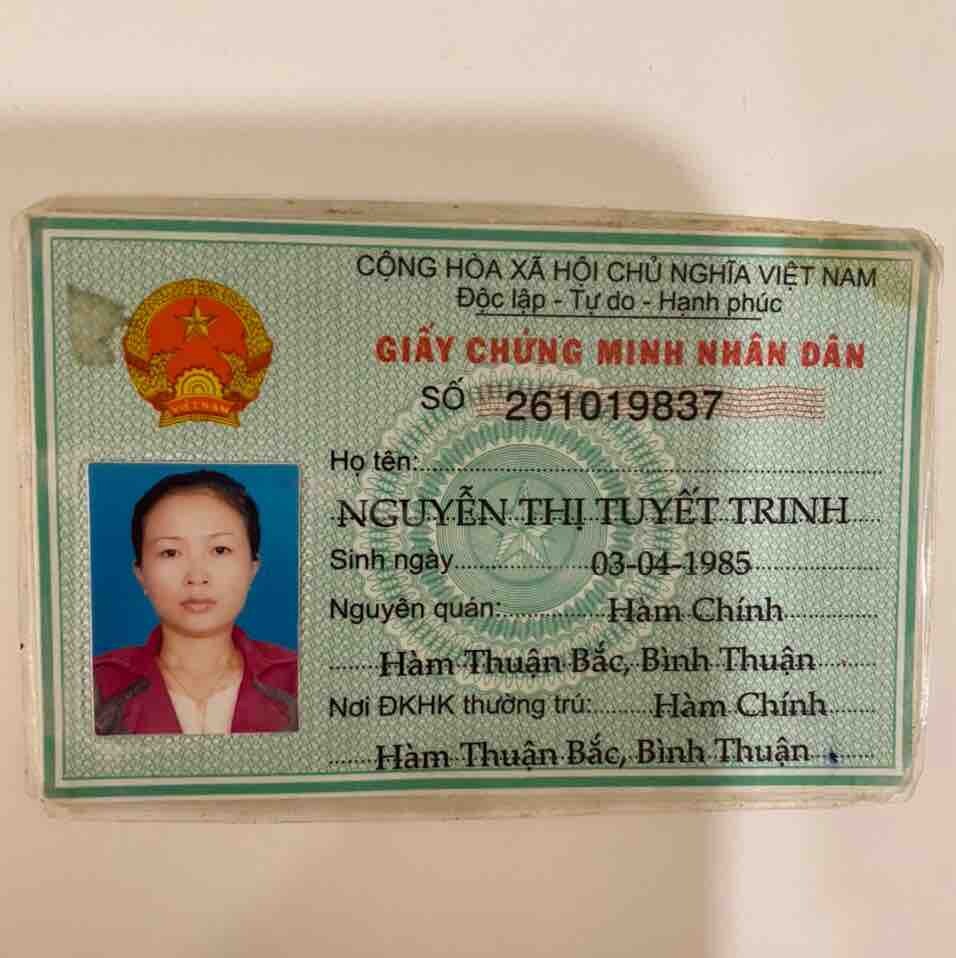 CỘNG HÒA XÃ HỘI CHỦ NGHĨA VIỆT NAM
Độc lập - Tự do - Hạnh phúc
GIẤY CHỨNG MINH NHÂN DÂN
SỐ 261019837
VIỆT NAM
Họ tên:
NGUYỄN THỊ TUYẾT TRINH
Sinh ngày 03-04-1985
Nguyên quán: Hàm Chính
Hàm Thuận Bắc, Bình Thuận
Nơi ĐKHK thường trú: Hàm Chính
Hàm Thuận Bắc, Bình Thuận